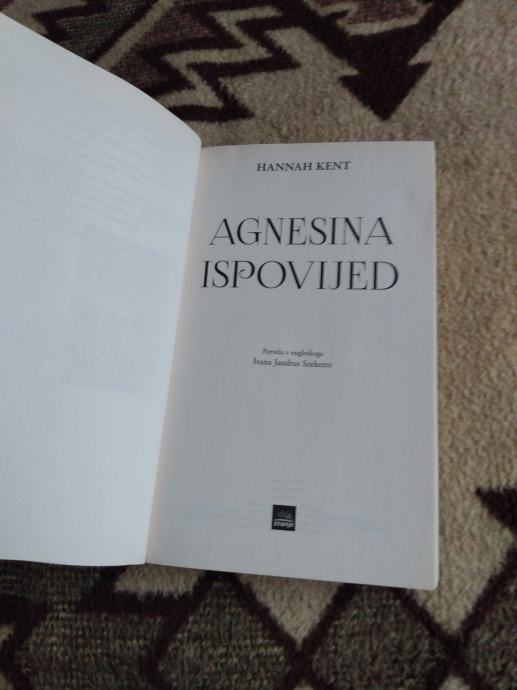 HANNAH KENT
AGNESINA
ISPOVIJED
Prevela s engleskoga
Ivana Jandras Szekeres
znanje